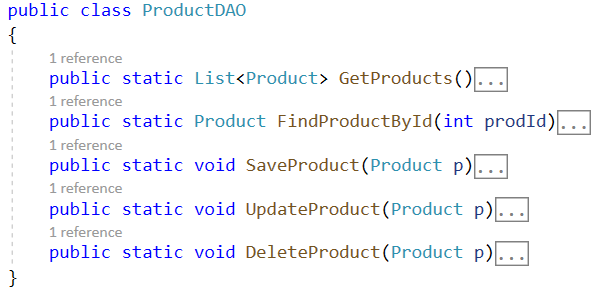 public class ProductDAO
{
1 reference
public static List<Product> GetProducts()...
1 reference
public static Product FindProductById(int prodId)...
1 reference
public static void SaveProduct(Product p)...
1 reference
public static void UpdateProduct(Product p)...
1 reference
public static void DeleteProduct(Product p)...
}